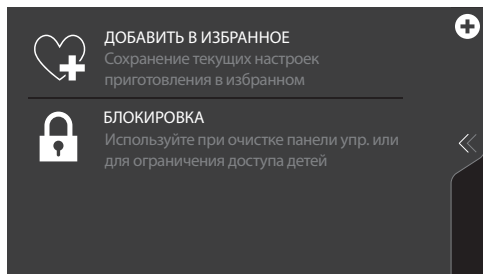 ДОБАВИТЬ В ИЗБРАННОЕ
Сохранение текущих настроек
приготовления в избранном
БЛОКИРОВКА
Используйте при очистке панели упр. или
для ограничения доступа детей